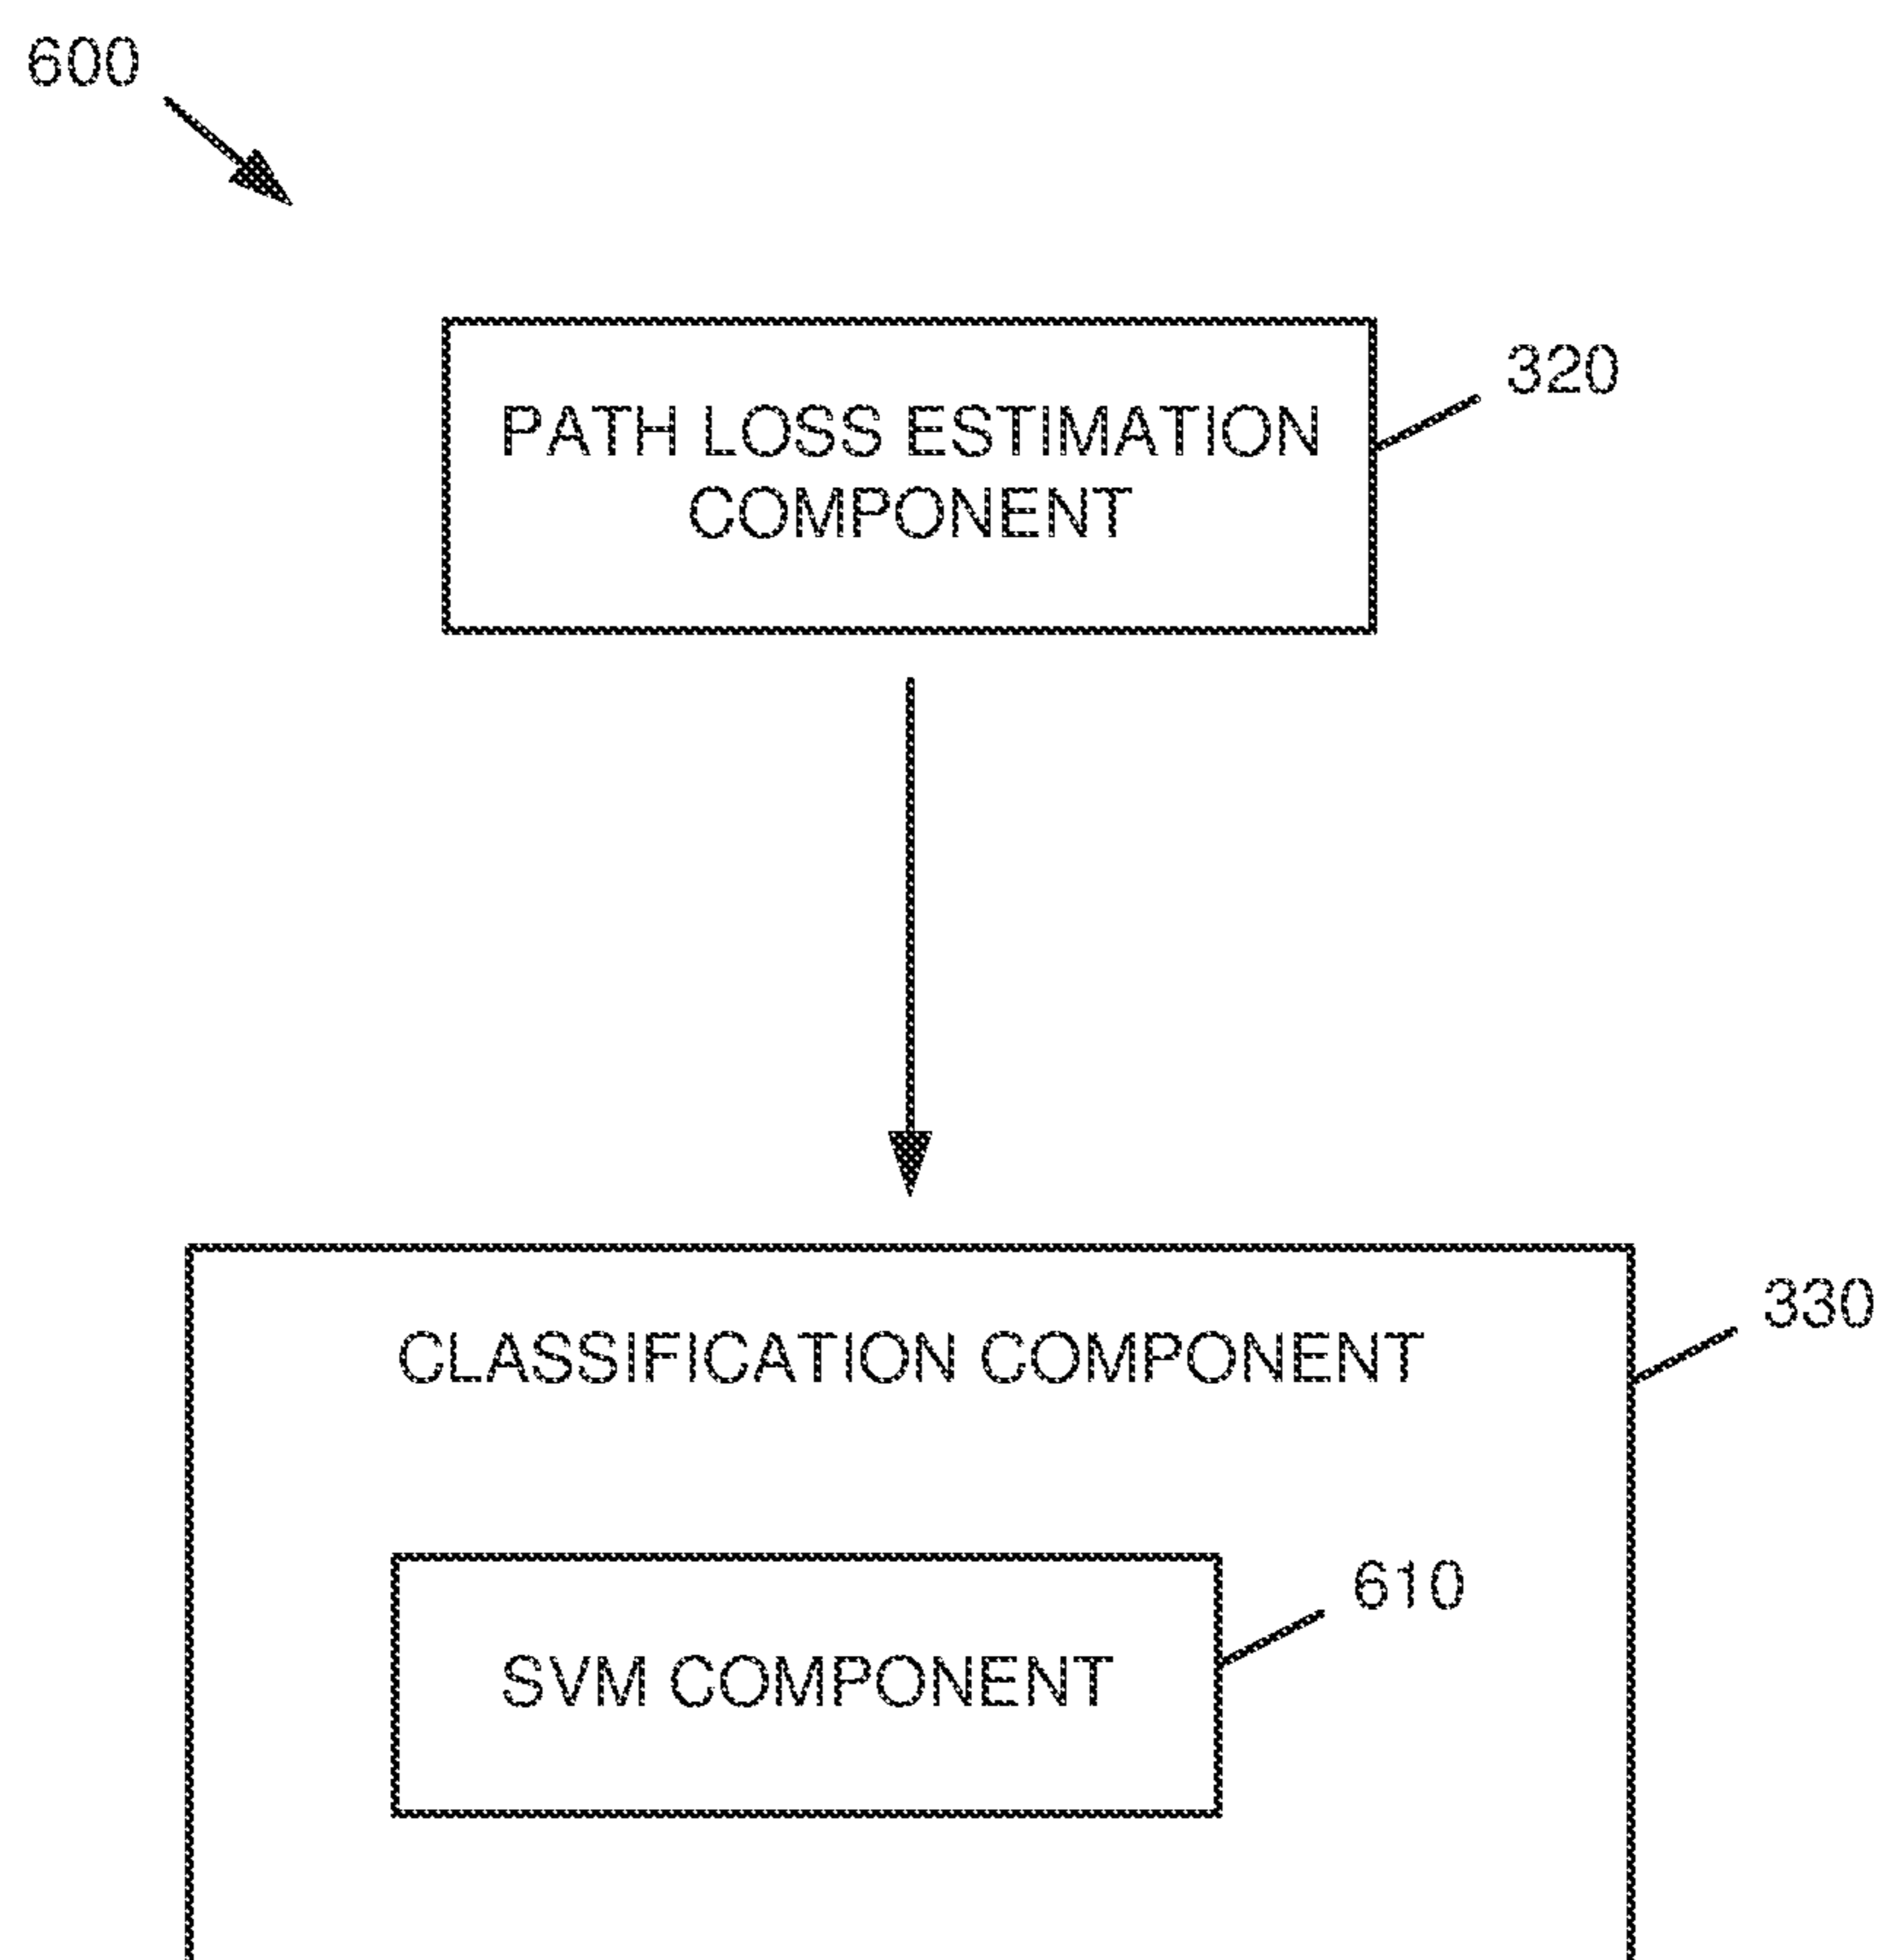 600
320
PATH LOSS ESTIMATION
COMPONENT
330
CLASSIFICATION COMPONENT
610
SVM COMPONENT